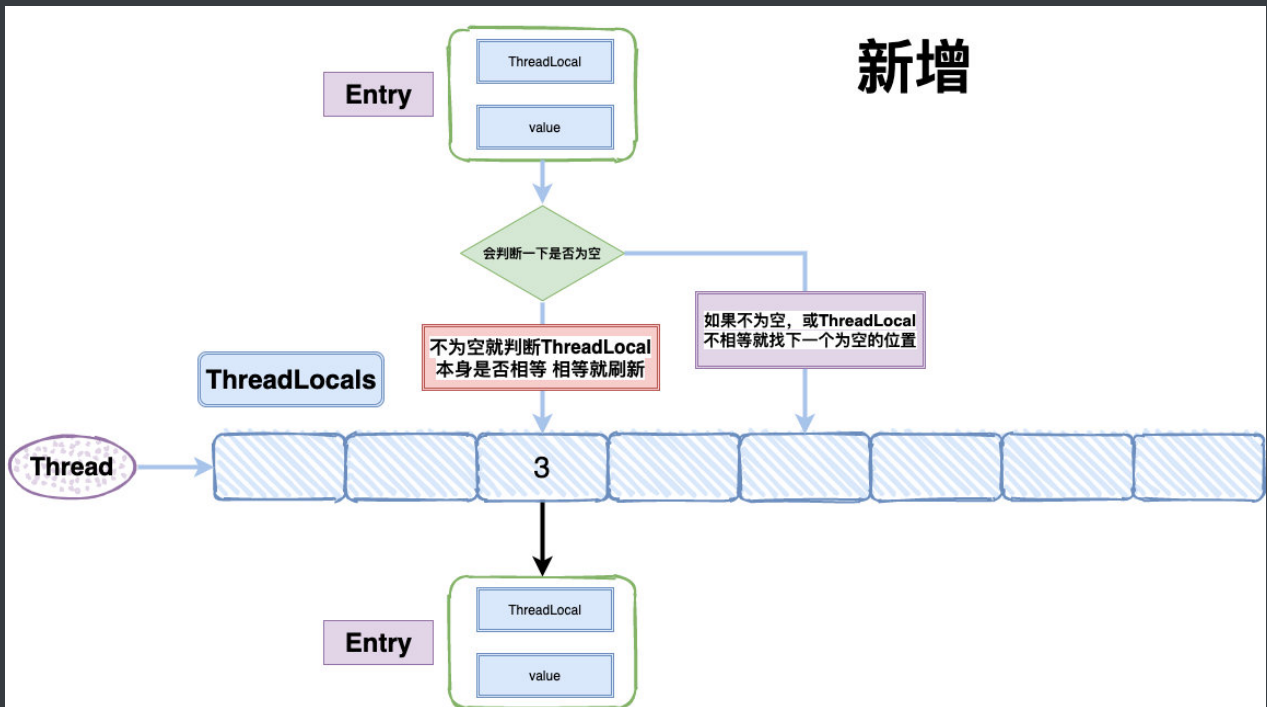 新增
Entry
ThreadLocal
value
会判断一下是否为空
不为空就判断ThreadLocal
本身是否相等 相等就刷新
如果不为空，或ThreadLocal
不相等就找下一个为空的位置
ThreadLocals
Thread
3
Entry
ThreadLocal
value